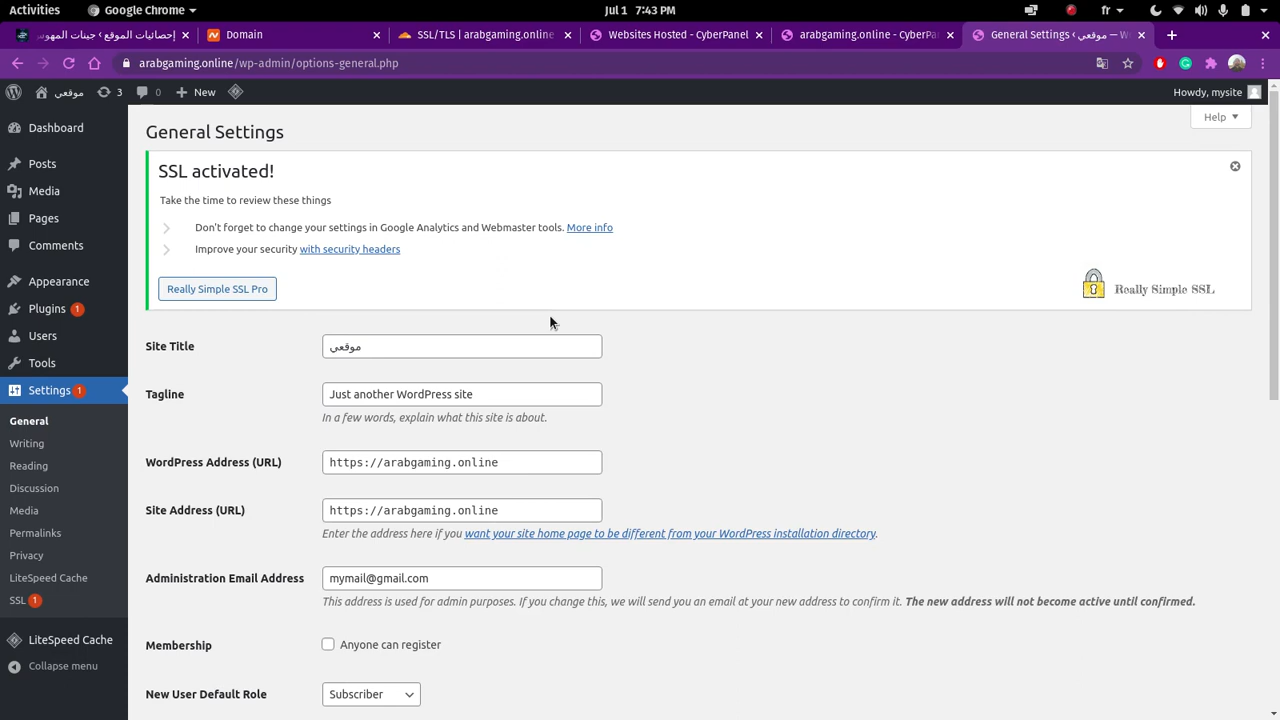 Activities
Google Chrome
Jul 1 7:43 PM
fr
إحصائيات الموقع ‹ جينات المهوس
Domain
SSL/TLS | arabgaming.online
Websites Hosted - CyberPanel
arabgaming.online - CyberPa
General Settings ‹ موقعي — W
arabgaming.online/wp-admin/options-general.php
موقعي
3
0
New
Howdy, mysite
Dashboard
Posts
Media
Pages
Comments
Appearance
Plugins 1
Users
Tools
Settings 1
General
Writing
Reading
Discussion
Media
Permalinks
Privacy
LiteSpeed Cache
SSL 1
LiteSpeed Cache
Collapse menu
Help
General Settings
SSL activated!
Take the time to review these things
Don't forget to change your settings in Google Analytics and Webmaster tools. More info
Improve your security with security headers
Really Simple SSL Pro
Really Simple SSL
Site Title
موقعي
Tagline
Just another WordPress site
In a few words, explain what this site is about.
WordPress Address (URL)
https://arabgaming.online
Site Address (URL)
https://arabgaming.online
Enter the address here if you want your site home page to be different from your WordPress installation directory.
Administration Email Address
mymail@gmail.com
This address is used for admin purposes. If you change this, we will send you an email at your new address to confirm it. The new address will not become active until confirmed.
Membership
Anyone can register
New User Default Role
Subscriber